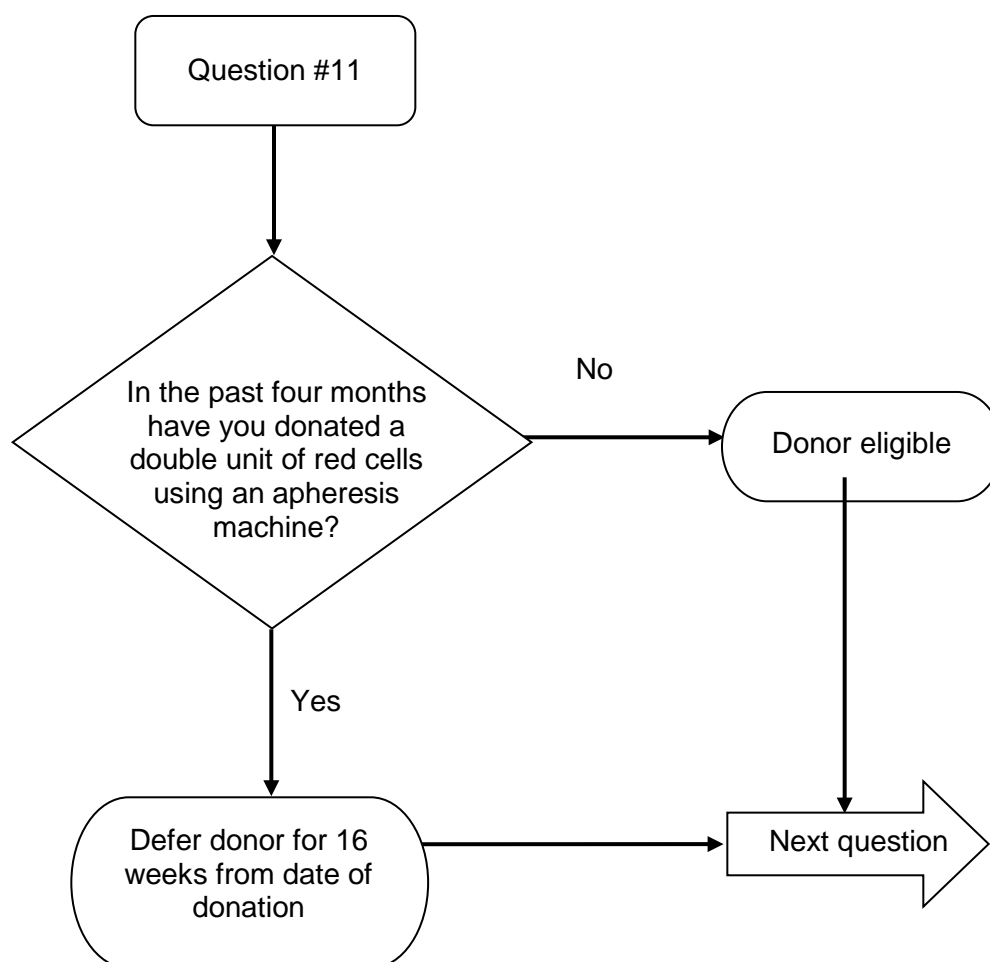 Question #11
In the past four months
have you donated a
double unit of red cells
using an apheresis
machine?
No
Donor eligible
Yes
Defer donor for 16
weeks from date of
donation
Next question